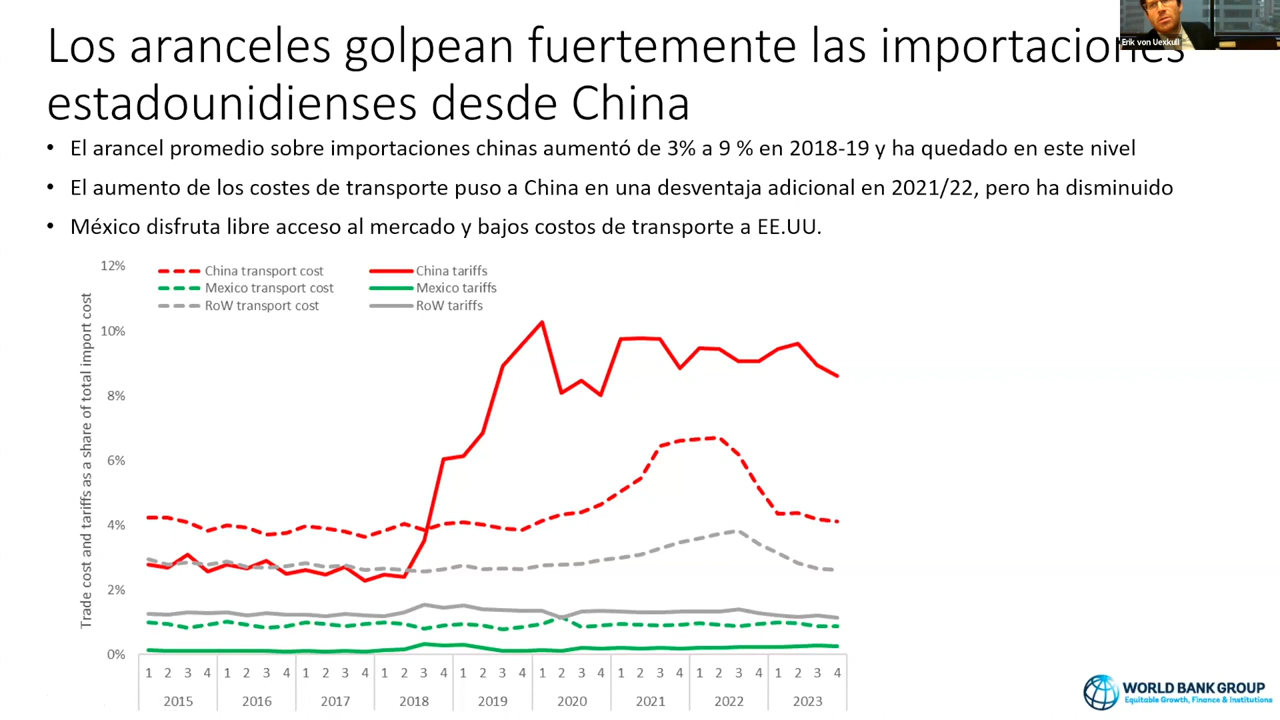 Los aranceles golpean fuertemente las importaciones
estadounidienses desde China
Erik von Uexkull
• El arancel promedio sobre importaciones chinas aumentó de 3% a 9 % en 2018-19 y ha quedado en este nivel
• El aumento de los costes de transporte puso a China en una desventaja adicional en 2021/22, pero ha disminuido
• México disfruta libre acceso al mercado y bajos costos de transporte a EE.UU.
Trade cost and tariffs as a share of total import cost
12%
10%
8%
6%
4%
2%
0%
China transport cost China tariffs
Mexico transport cost Mexico tariffs
RoW transport cost RoW tariffs
1 2 3 4 1 2 3 4 1 2 3 4 1 2 3 4 1 2 3 4 1 2 3 4 1 2 3 4 1 2 3 4 1 2 3 4
2015 2016 2017 2018 2019 2020 2021 2022 2023
WORLD BANK GROUP
Equitable Growth, Finance & Institutions